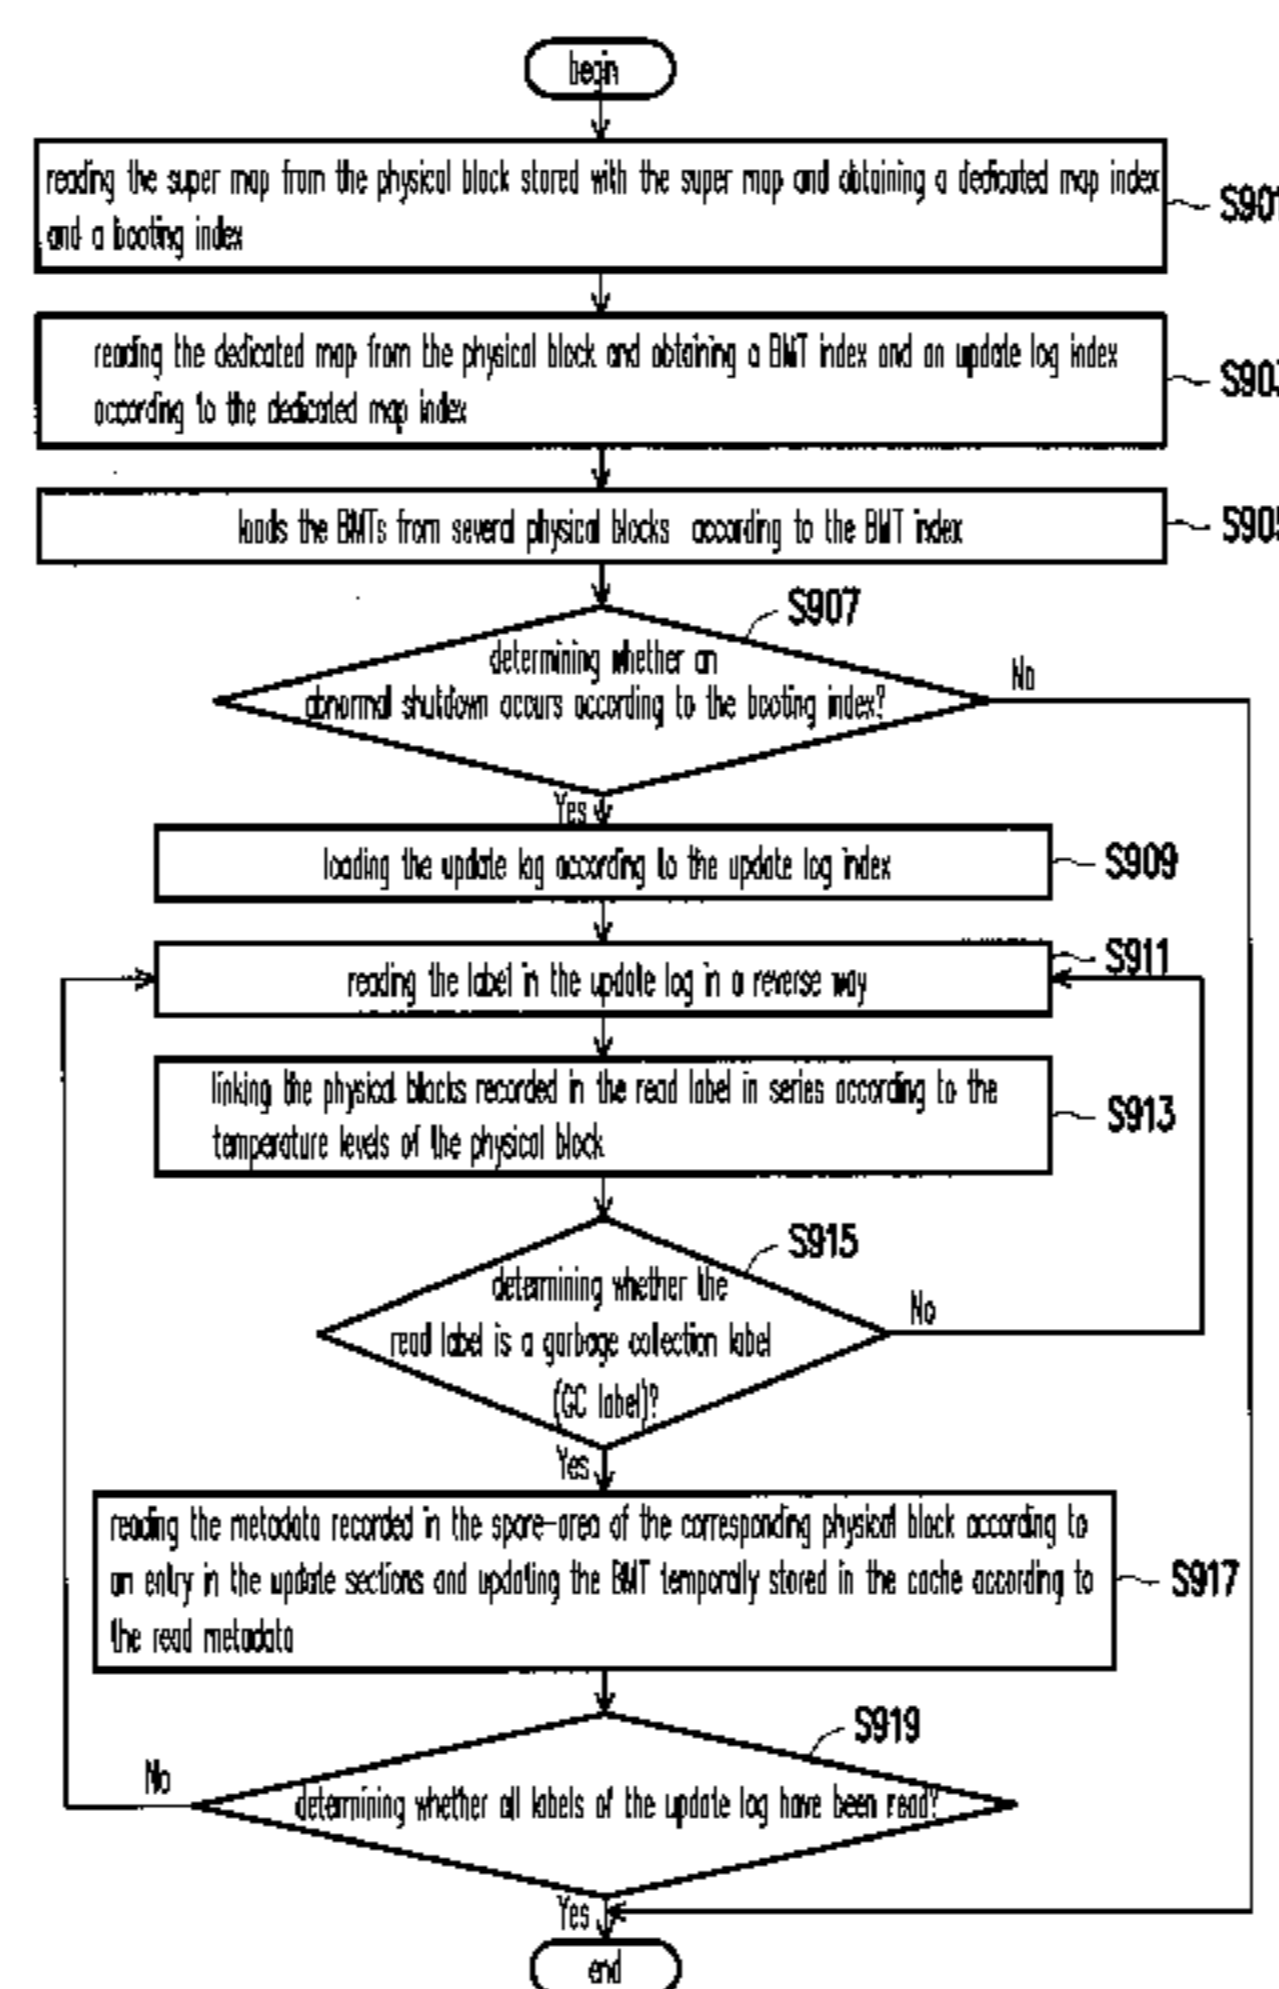 begin
reading the super map from the physical block stored with the super map and obtaining a dedicated map index
and a booting index
S901
reading the dedicated map from the physical block and obtaining a BMT index and an update log index
according to the dedicated map index
S903
loads the BMTs from several physical blocks according to the BMT index
S905
S907
determining whether an
abnormal shutdown occurs according to the booting index?
No
Yes
loading the update log according to the update log index
S909
S911
reading the label in the update log in a reverse way
linking the physical blocks recorded in the read label in series according to the
temperature levels of the physical block
S913
S915
determining whether the
read label is a garbage collection label
(GC label)?
No
Yes
reading the metadata recorded in the spare-area of the corresponding physical block according to
an entry in the update sections and updating the BMT temporally stored in the cache according to
the read metadata
S917
S919
No
determining whether all labels of the update log have been read?
Yes
end